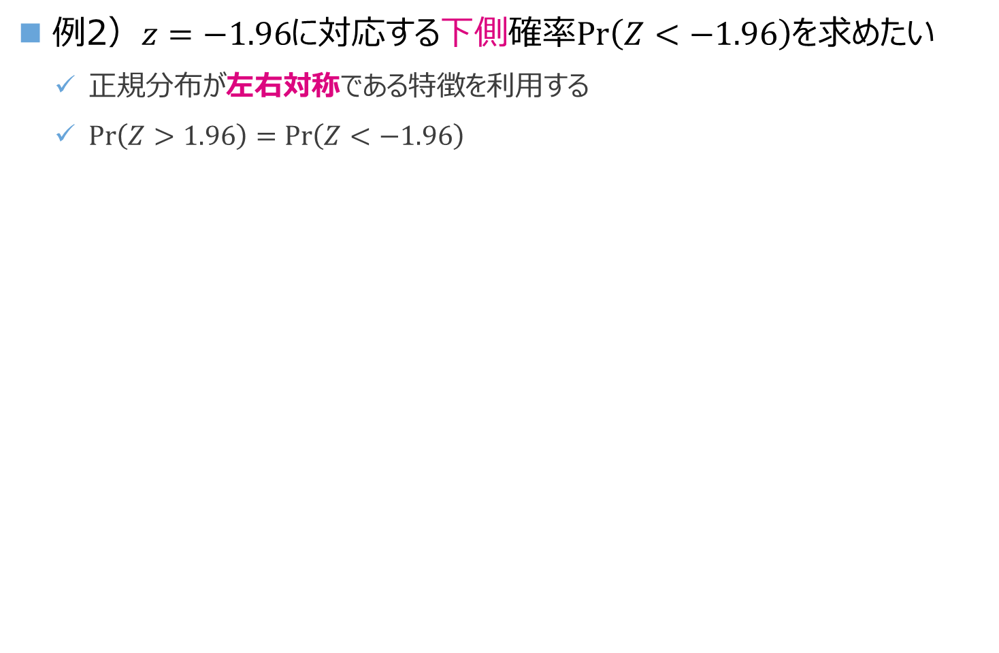 例2）z = −1.96に対応する下側確率Pr(Z < −1.96)を求めたい
正規分布が左右対称である特徴を利用する
Pr(Z > 1.96) = Pr(Z < −1.96)